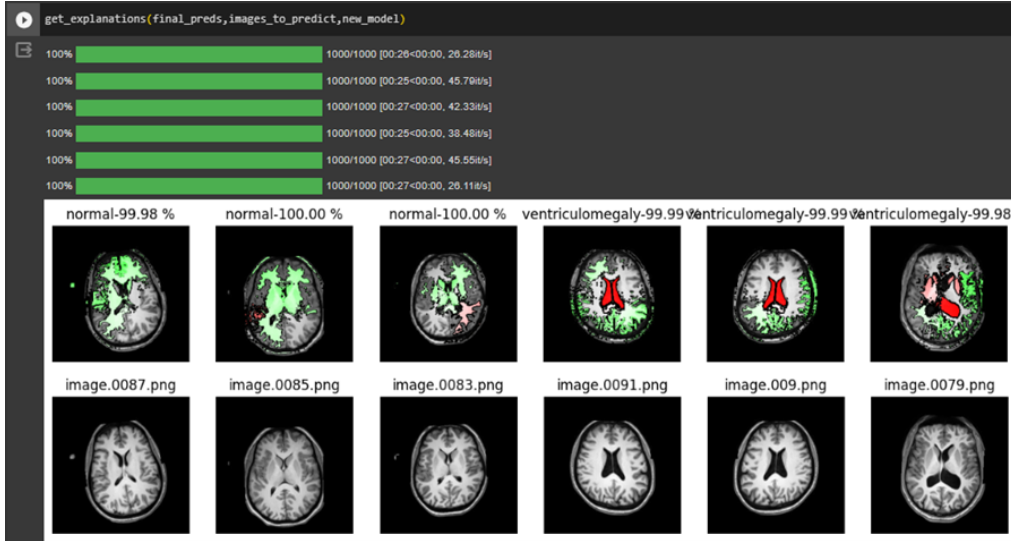 get_explanations(final_preds,images_to_predict,new_model)
100% 1000/1000 [00:26<00:00, 26.28it/s]
100% 1000/1000 [00:25<00:00, 45.79it/s]
100% 1000/1000 [00:27<00:00, 42.33it/s]
100% 1000/1000 [00:25<00:00, 38.48it/s]
100% 1000/1000 [00:27<00:00, 45.55it/s]
100% 1000/1000 [00:27<00:00, 26.11it/s]
normal-99.98 % normal-100.00 % normal-100.00 % ventriculomegaly-99.99 % ventriculomegaly-99.99 % ventriculomegaly-99.98
image.0087.png image.0085.png image.0083.png image.0091.png image.009.png image.0079.png